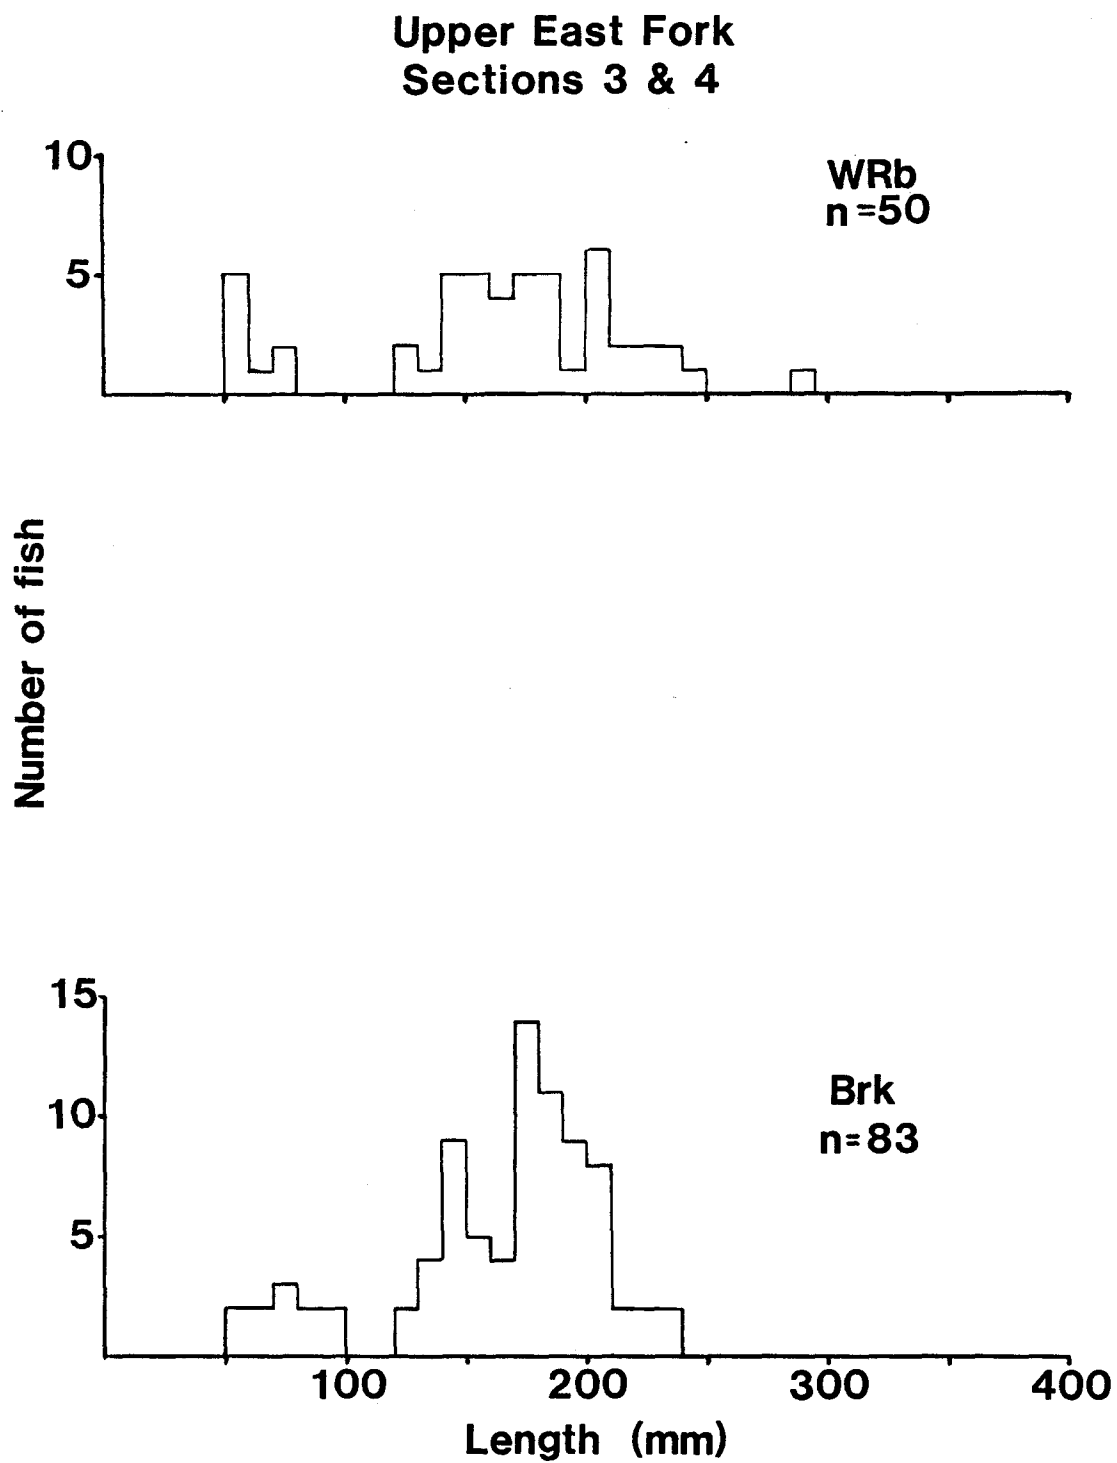 Upper East Fork
Sections 3 & 4
10
WRb
n=50
5
Number of fish
15
Brk
10
n=83
5
100 200 300 400
Length (mm)